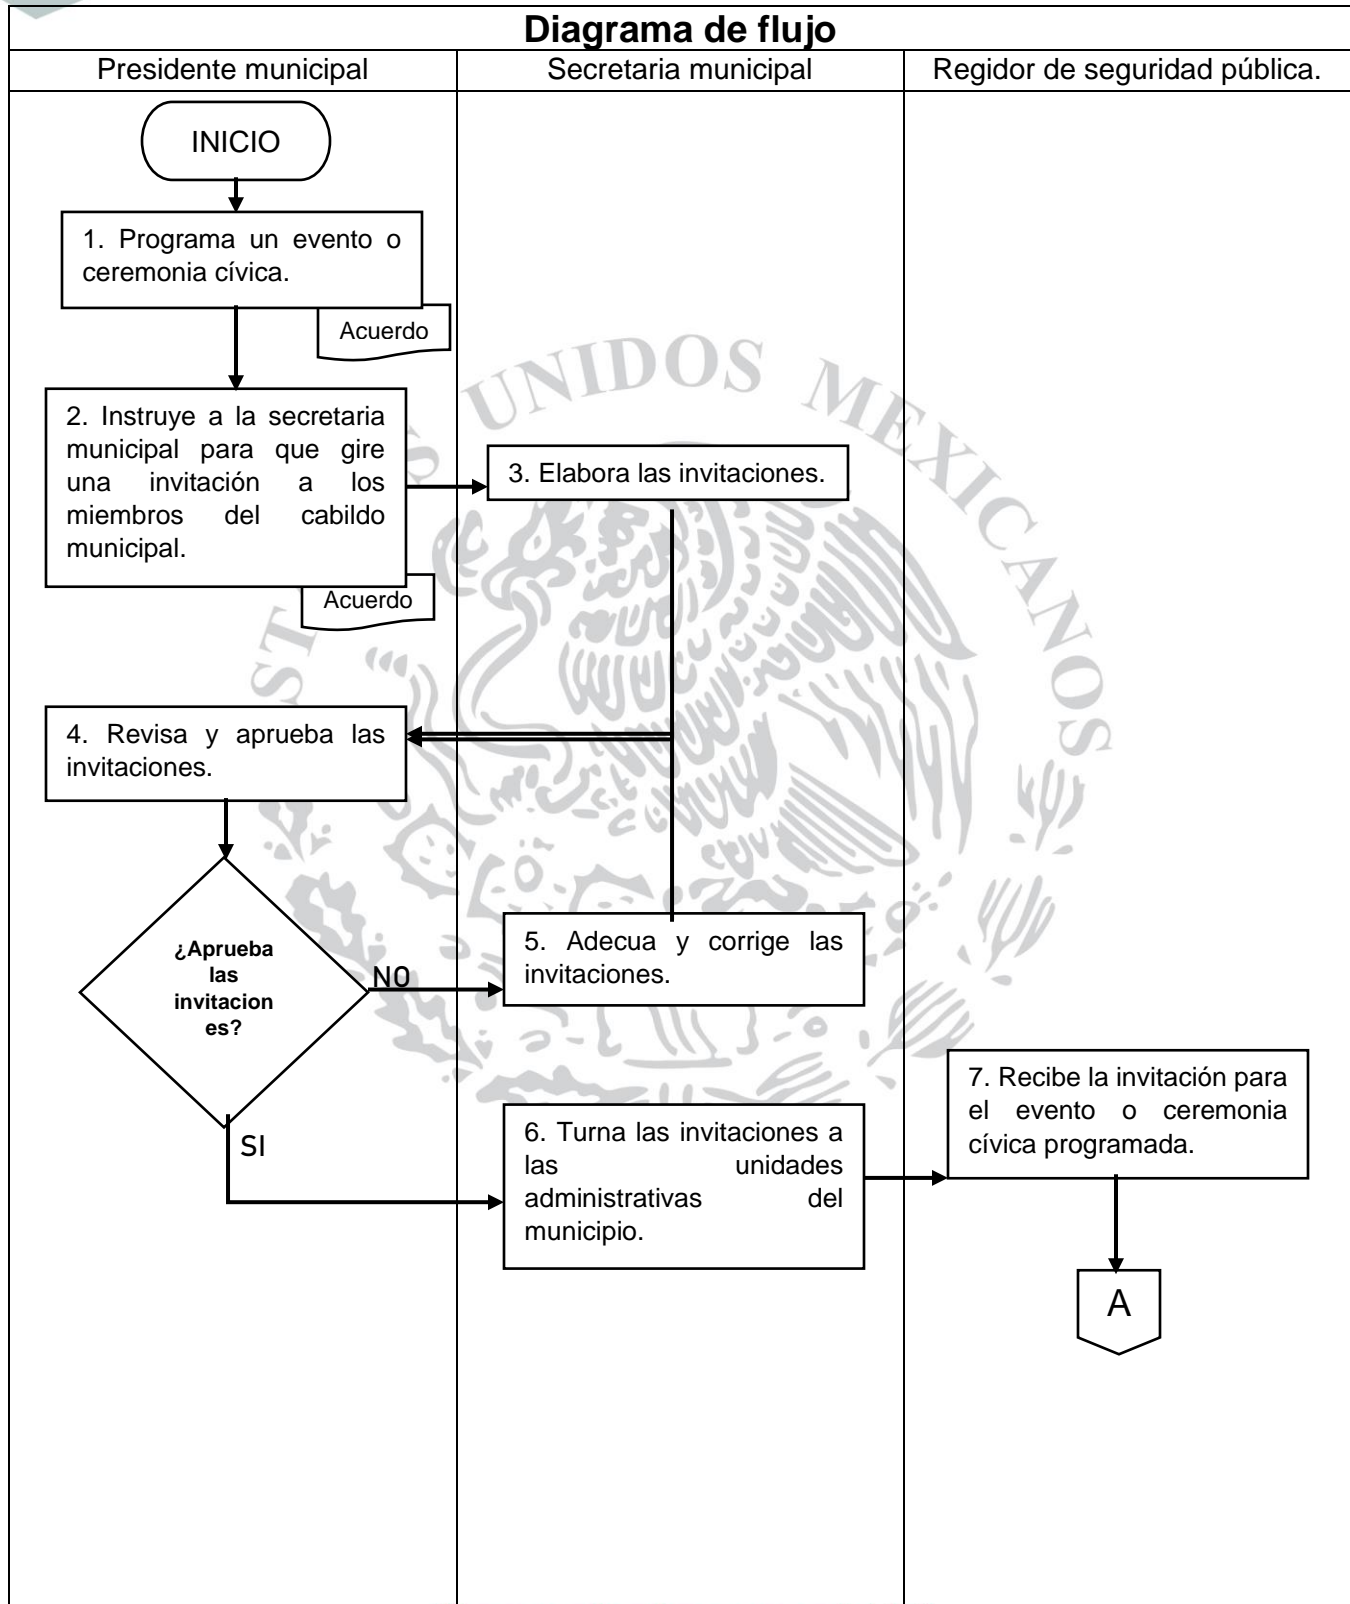 Diagrama de flujo
Presidente municipal
Secretaria municipal
Regidor de seguridad pública.
INICIO
1. Programa un evento o
ceremonia cívica.
Acuerdo
2. Instruye a la secretaria
municipal para que gire
una invitación a los
miembros del cabildo
municipal.
Acuerdo
3. Elabora las invitaciones.
4. Revisa y aprueba las
invitaciones.
¿Aprueba
las
invitacion
es?
NO
SI
5. Adecua y corrige las
invitaciones.
6. Turna las invitaciones a
las unidades
administrativas del
municipio.
7. Recibe la invitación para
el evento o ceremonia
cívica programada.
A
ST S UNIDOS MEXICANOS